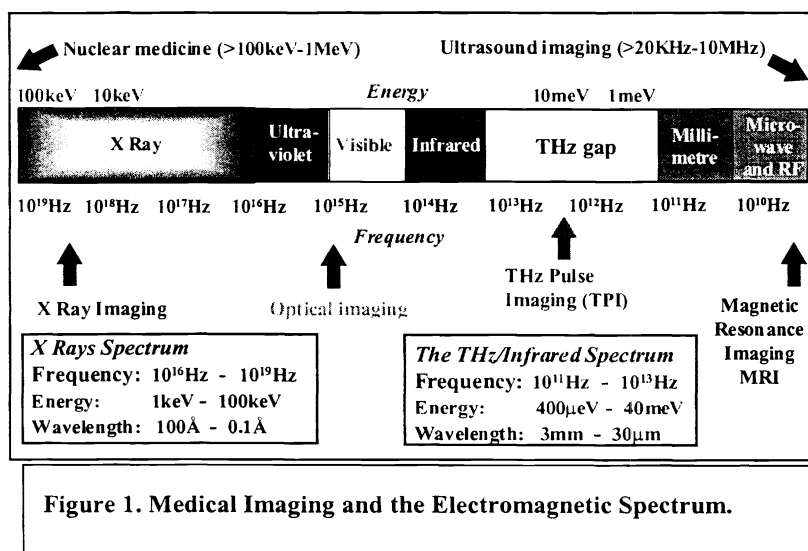 Nuclear medicine (>100keV-1MeV) Ultrasound imaging (>20KHz-10MHz)
100keV 10keV Energy 10meV 1meV
X Ray Ultra- violet Visible Infrared THz gap Milli- metre Micro- wave and RF
10¹⁹Hz 10¹⁸Hz 10¹⁷Hz 10¹⁶Hz 10¹⁵Hz 10¹⁴Hz 10¹³Hz 10¹²Hz 10¹¹Hz 10¹⁰Hz
Frequency
X Ray Imaging
Optical imaging
THz Pulse
Imaging (TPI)
Magnetic
Resonance
Imaging
MRI
X Rays Spectrum
Frequency: 10¹⁶Hz - 10¹⁹Hz
Energy: 1keV - 100keV
Wavelength: 100Å - 0.1Å
The THz/Infrared Spectrum
Frequency: 10¹¹Hz - 10¹³Hz
Energy: 400µeV - 40meV
Wavelength: 3mm - 30µm
Figure 1. Medical Imaging and the Electromagnetic Spectrum.